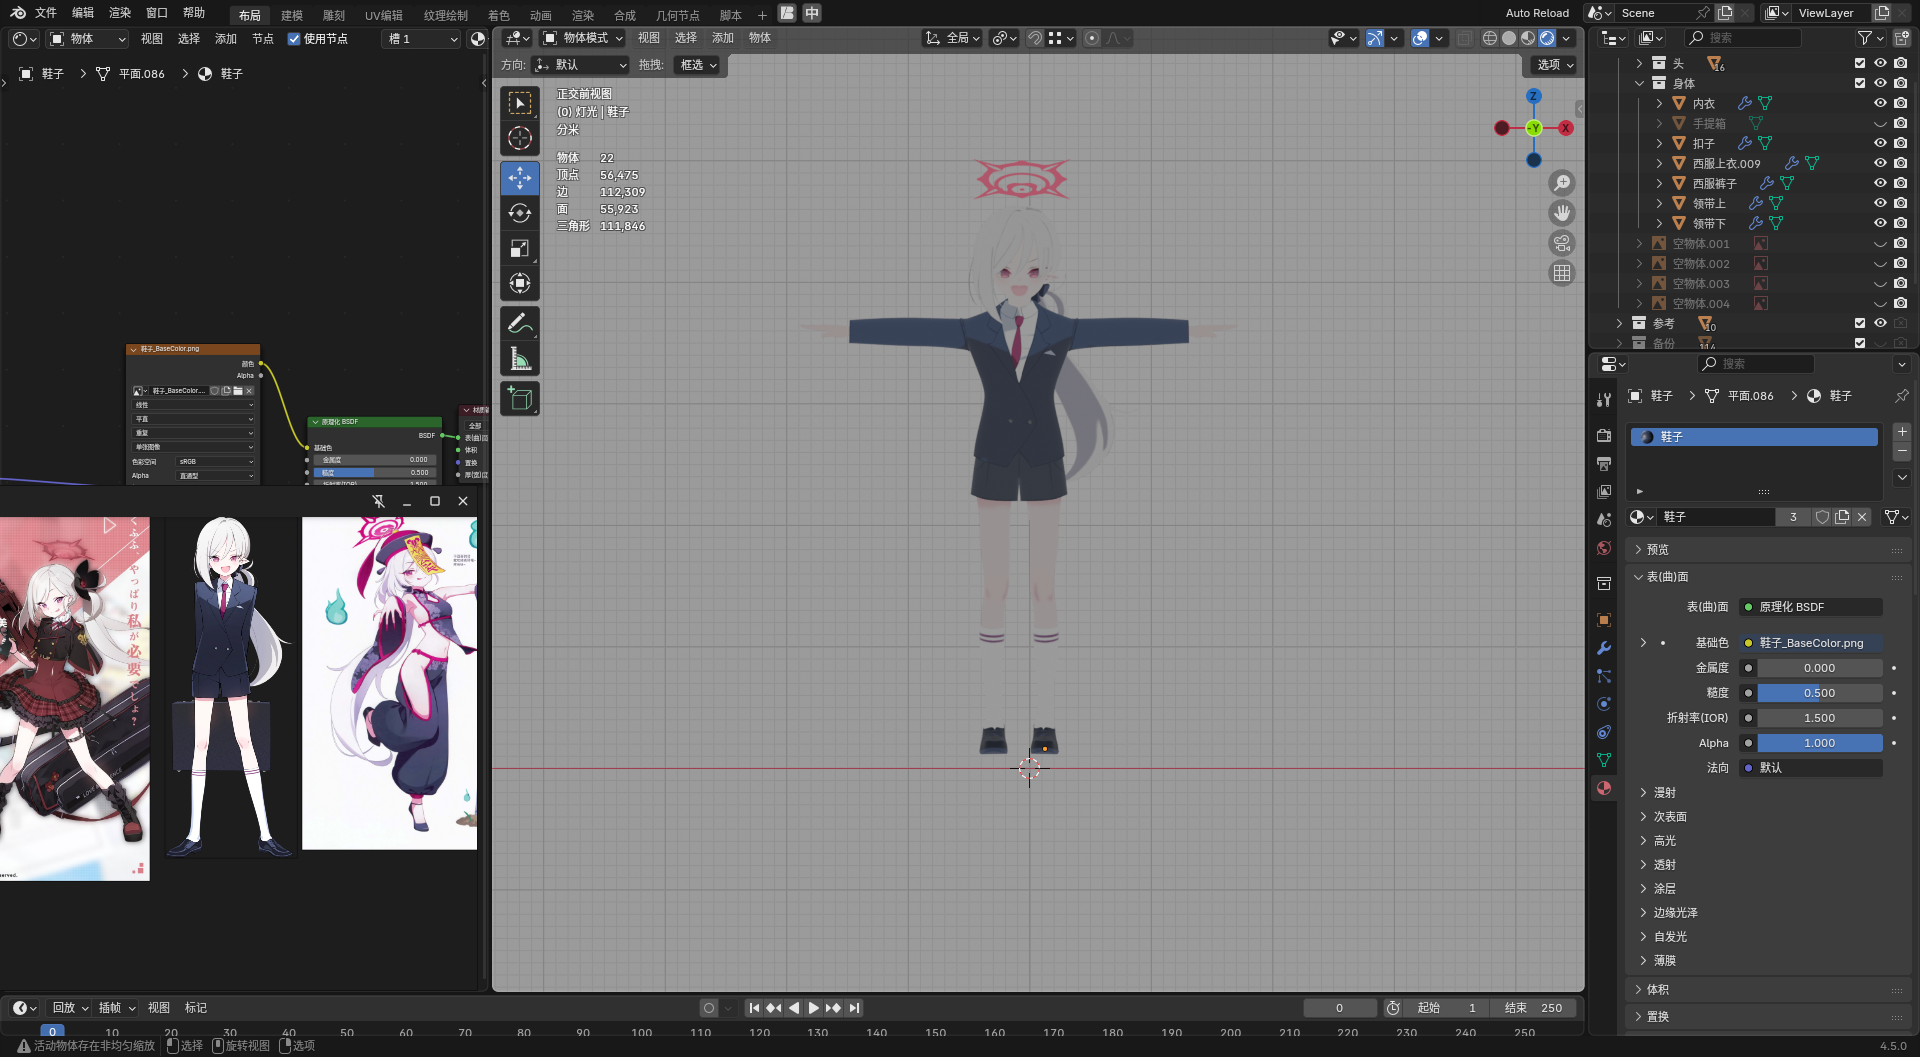 文件 编辑 渲染 窗口 帮助 布局 建模 雕刻 UV编辑 纹理绘制 着色 动画 渲染 合成 几何节点 脚本 + 中 Auto Reload Scene ViewLayer
物体 视图 选择 添加 节点 使用节点 槽 1
物体模式 视图 选择 添加 物体 全局
搜索
鞋子 > 平面.086 > 鞋子
方向: 默认 拖拽: 框选 选项
正交前视图
(0) 灯光 | 鞋子
分米
物体 22
顶点 56,475
边 112,309
面 55,923
三角形 111,846
Z
-Y
X
头 16
身体
内衣
手提箱
扣子
西服上衣.009
西服裤子
领带上
领带下
空物体.001
空物体.002
空物体.003
空物体.004
参考 10
备份 114
搜索
鞋子 > 平面.086 > 鞋子
鞋子
鞋子 3
预览
表(曲)面
表(曲)面 原理化 BSDF
基础色 鞋子_BaseColor.png
金属度 0.000
糙度 0.500
折射率(IOR) 1.500
Alpha 1.000
法向 默认
漫射
次表面
高光
透射
涂层
边缘光泽
自发光
薄膜
体积
置换
鞋子_BaseColor.png
颜色
Alpha
鞋子_BaseColor....
线性
平直
重复
单张图像
色彩空间 sRGB
Alpha 直通型
原理化 BSDF
BSDF
基础色
金属度 0.000
糙度 0.500
折射率(IOR) 1.500
全部
表(曲)面
体积
置换
くふふ、やっぱり
私が必要でしょ?
erved.
回放 插帧 视图 标记
0 起始 1 结束 250
0 10 20 30 40 50 60 70 80 90 100 110 120 130 140 150 160 170 180 190 200 210 220 230 240 250
活动物体存在非均匀缩放 选择 旋转视图 选项 4.5.0